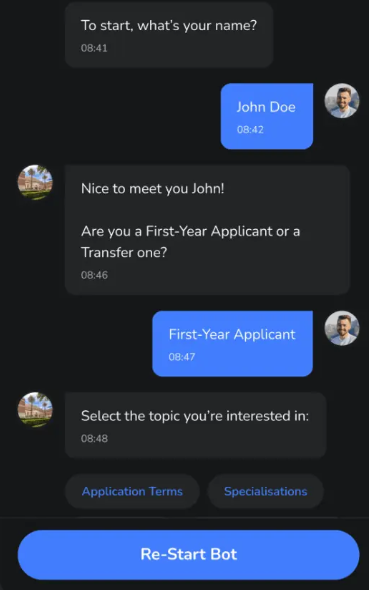 To start, what's your name?
08:41
John Doe
08:42
Nice to meet you John!
Are you a First-Year Applicant or a
Transfer one?
08:46
First-Year Applicant
08:47
Select the topic you're interested in:
08:48
Application Terms
Specialisations
Re-Start Bot